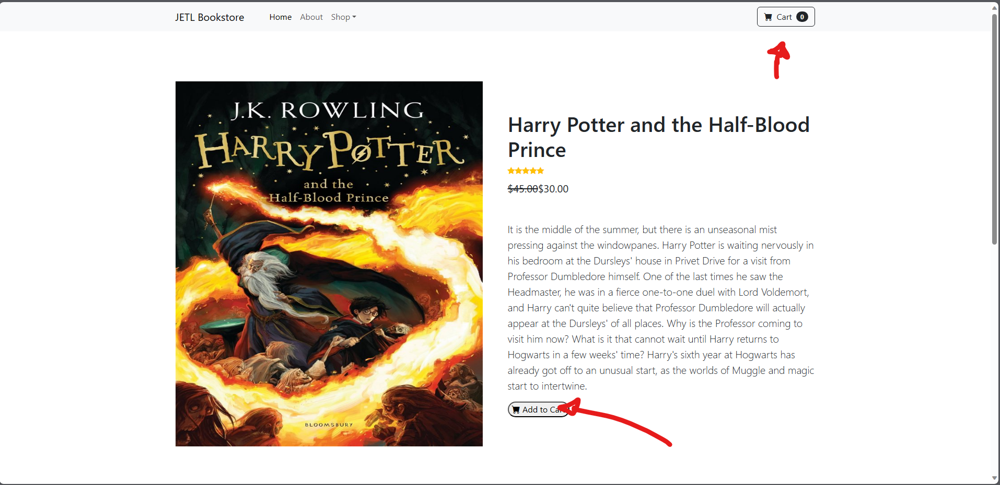 JETL Bookstore Home About Shop Cart 0
J.K. ROWLING
HARRY POTTER
and the
Half-Blood Prince
BLOOMSBURY
Harry Potter and the Half-Blood
Prince
$45.00$30.00
It is the middle of the summer, but there is an unseasonal mist
pressing against the windowpanes. Harry Potter is waiting nervously in
his bedroom at the Dursleys' house in Privet Drive for a visit from
Professor Dumbledore himself. One of the last times he saw the
Headmaster, he was in a fierce one-to-one duel with Lord Voldemort,
and Harry can't quite believe that Professor Dumbledore will actually
appear at the Dursleys' of all places. Why is the Professor coming to
visit him now? What is it that cannot wait until Harry returns to
Hogwarts in a few weeks' time? Harry's sixth year at Hogwarts has
already got off to an unusual start, as the worlds of Muggle and magic
start to intertwine.
Add to Cart